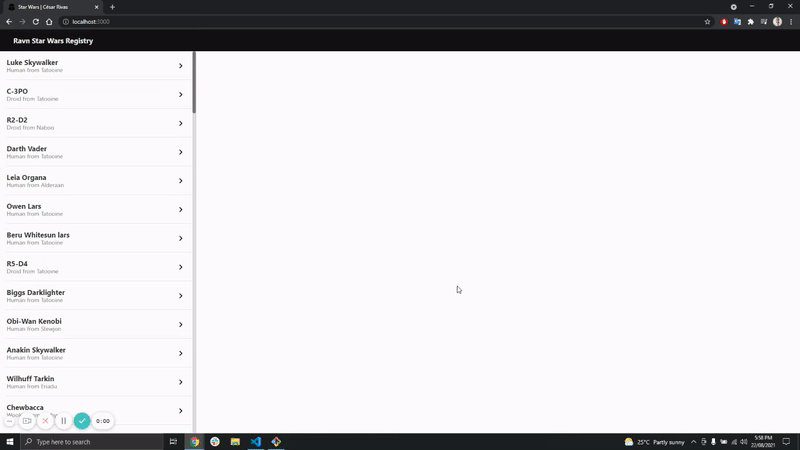 Star Wars | César Rivas
localhost:3000
Ravn Star Wars Registry
Luke Skywalker
Human from Tatooine
C-3PO
Droid from Tatooine
R2-D2
Droid from Naboo
Darth Vader
Human from Tatooine
Leia Organa
Human from Alderaan
Owen Lars
Human from Tatooine
Beru Whitesun lars
Human from Tatooine
R5-D4
Droid from Tatooine
Biggs Darklighter
Human from Tatooine
Obi-Wan Kenobi
Human from Stewjon
Anakin Skywalker
Human from Tatooine
Wilhuff Tarkin
Human from Eriadu
Chewbacca
0:00
Type here to search
25°C Partly sunny
5:58 PM
22/08/2021